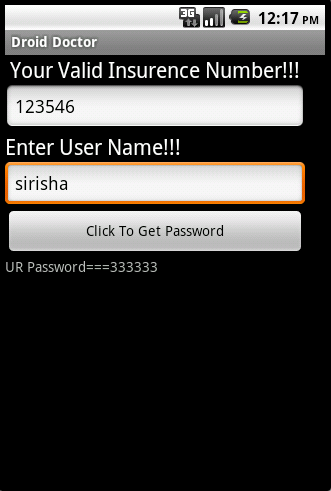 3G 12:17 PM
Droid Doctor
Your Valid Insurence Number!!!
123546
Enter User Name!!!
sirisha
Click To Get Password
UR Password===333333